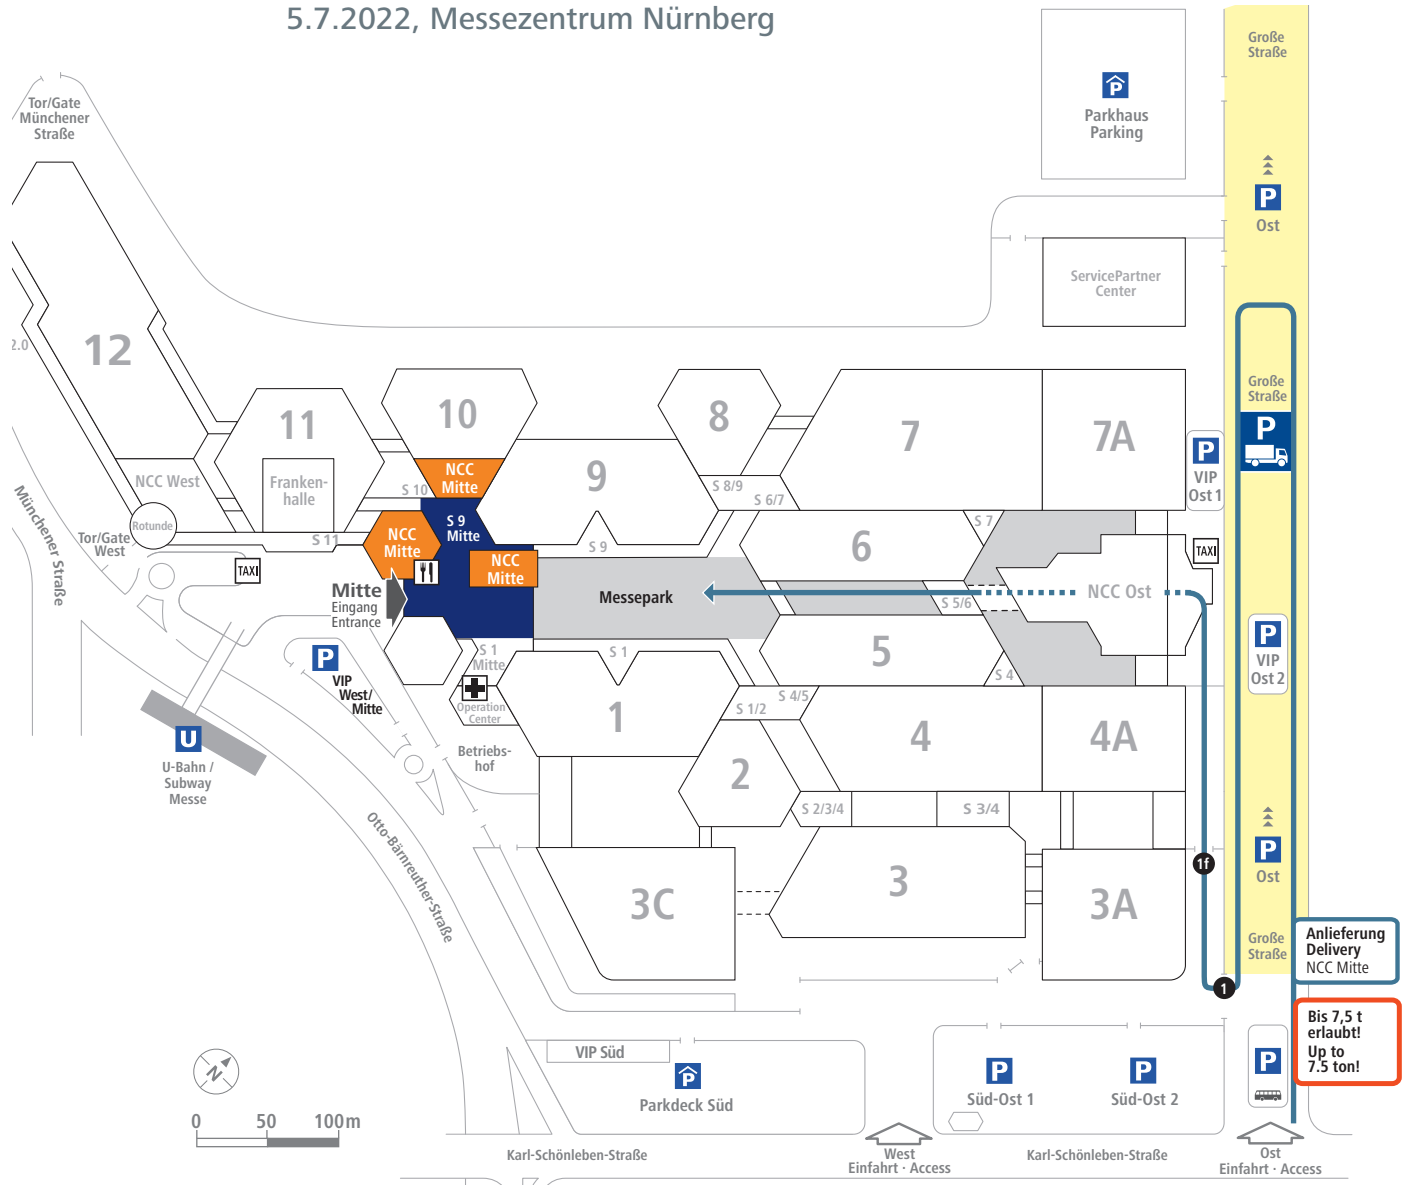 5.7.2022, Messezentrum Nürnberg
Große
Straße
Tor/Gate
Münchener
Straße
P
Parkhaus
Parking
P
Ost
ServicePartner
Center
12
2.0
11
10
8
7
7A
Große
Straße
P
NCC West
Franken-
halle
NCC
Mitte
S 10
9
S 8/9
S 6/7
P
VIP
Ost 1
Rotunde
Tor/Gate
West
S 11
NCC
Mitte
S 9
Mitte
S 9
6
S 7
TAXI
TAXI
NCC
Mitte
Münchener Straße
Mitte
Eingang
Entrance
Messepark
S 5/6
NCC Ost
P
VIP
Ost 2
P
VIP
West/
Mitte
S 1
Mitte
S 1
5
S 4
Operation
Center
1
S 1/2
S 4/5
4
4A
U
U-Bahn /
Subway
Messe
Betriebs-
hof
2
S 2/3/4
S 3/4
Otto-Bärnreuther-Straße
P
Ost
1f
3C
3
3A
Große
Straße
Anlieferung
Delivery
NCC Mitte
1
Bis 7,5 t
erlaubt!
Up to
7.5 ton!
N
VIP Süd
P
Parkdeck Süd
P
Süd-Ost 1
P
Süd-Ost 2
P
0 50 100 m
Karl-Schönleben-Straße
West
Einfahrt · Access
Karl-Schönleben-Straße
Ost
Einfahrt · Access